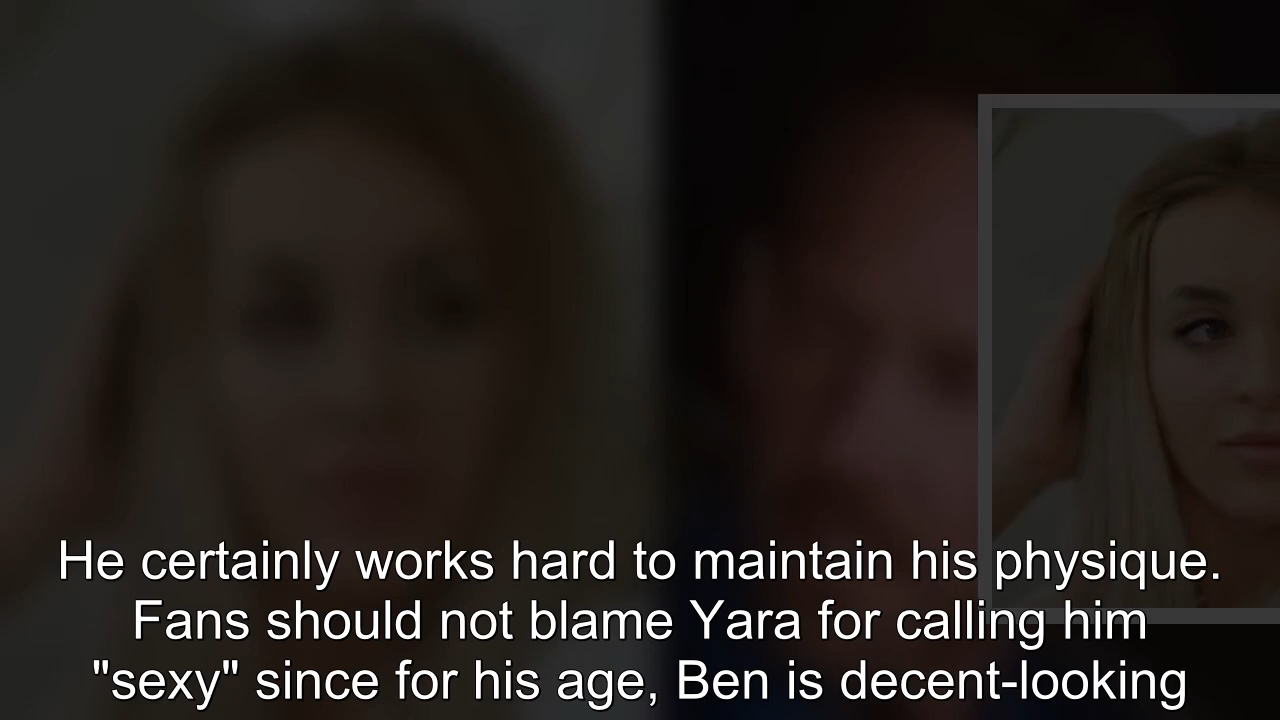 He certainly works hard to maintain his physique.
Fans should not blame Yara for calling him
"sexy" since for his age, Ben is decent-looking